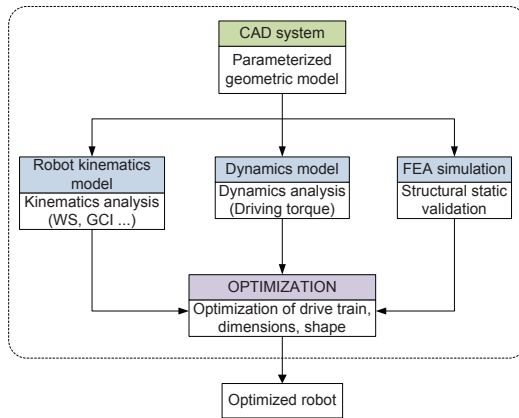 CAD system
Parameterized
geometric model
Robot kinematics
model
Kinematics analysis
(WS, GCI ...)
Dynamics model
Dynamics analysis
(Driving torque)
FEA simulation
Structural static
validation
OPTIMIZATION
Optimization of drive train,
dimensions, shape
Optimized robot